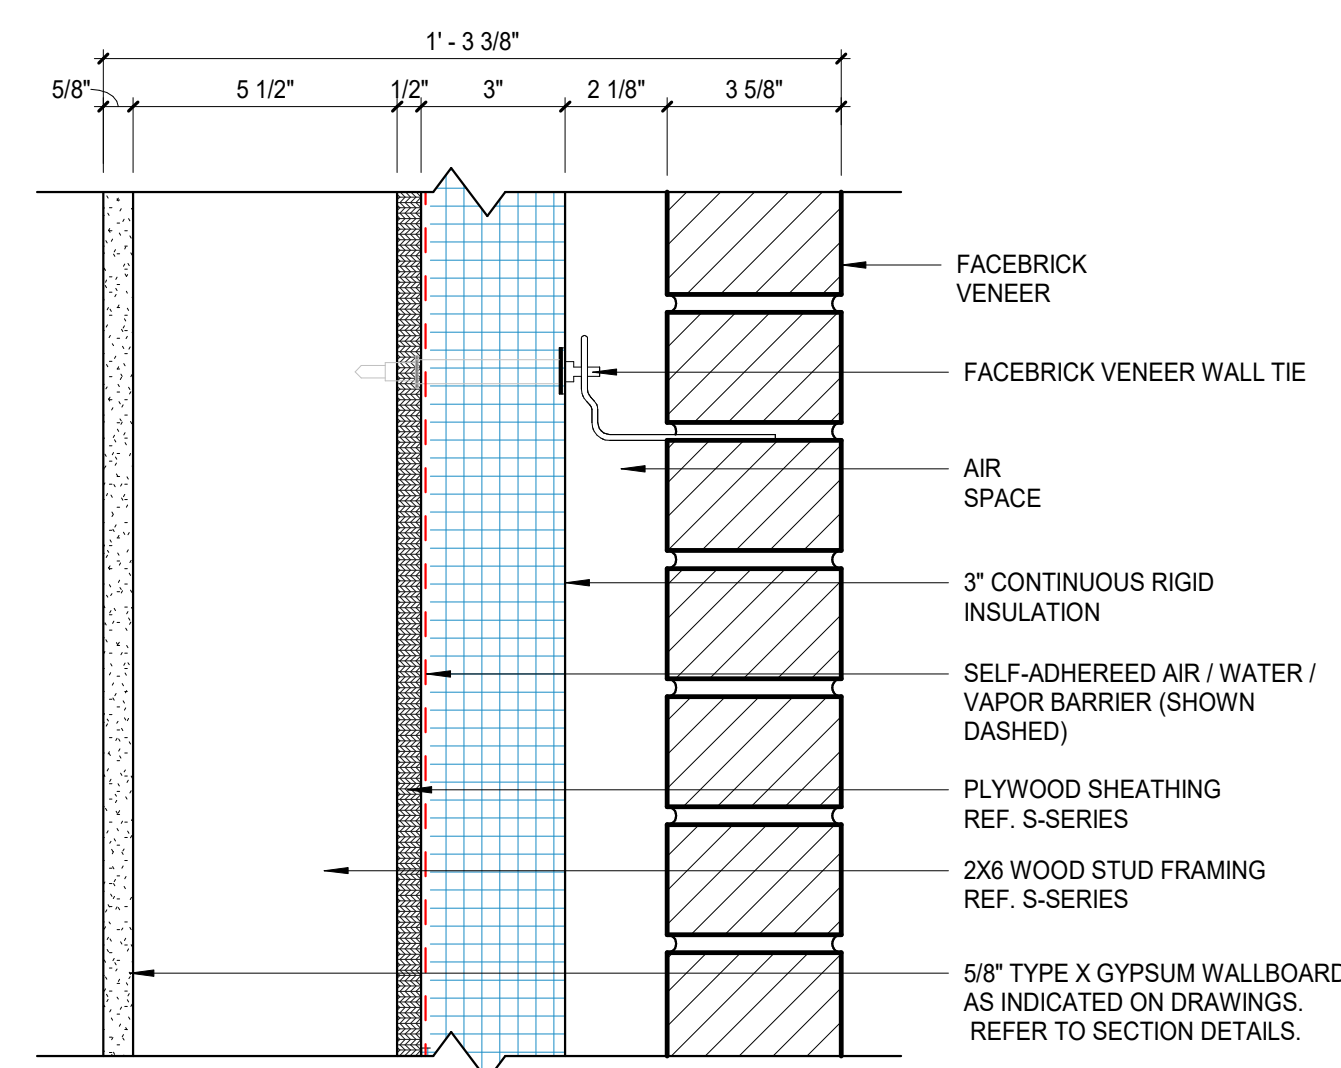 1' - 3 3/8"
5/8" 5 1/2" 1/2" 3" 2 1/8" 3 5/8"
FACEBRICK
VENEER
FACEBRICK VENEER WALL TIE
AIR
SPACE
3" CONTINUOUS RIGID
INSULATION
SELF-ADHEREED AIR / WATER /
VAPOR BARRIER (SHOWN
DASHED)
PLYWOOD SHEATHING
REF. S-SERIES
2X6 WOOD STUD FRAMING
REF. S-SERIES
5/8" TYPE X GYPSUM WALLBOARD
AS INDICATED ON DRAWINGS.
REFER TO SECTION DETAILS.